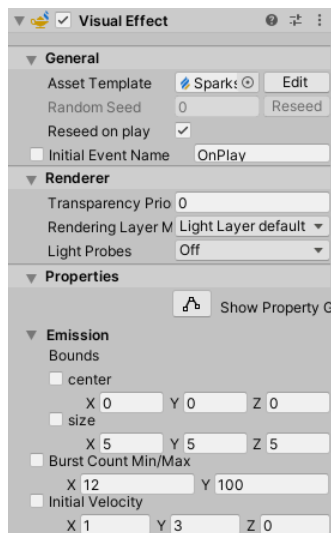 Visual Effect
General
Asset Template Sparks Edit
Random Seed 0 Reseed
Reseed on play
Initial Event Name OnPlay
Renderer
Transparency Prio 0
Rendering Layer M Light Layer default
Light Probes Off
Properties
Show Property G
Emission
Bounds
center
X 0 Y 0 Z 0
size
X 5 Y 5 Z 5
Burst Count Min/Max
X 12 Y 100
Initial Velocity
X 1 Y 3 Z 0